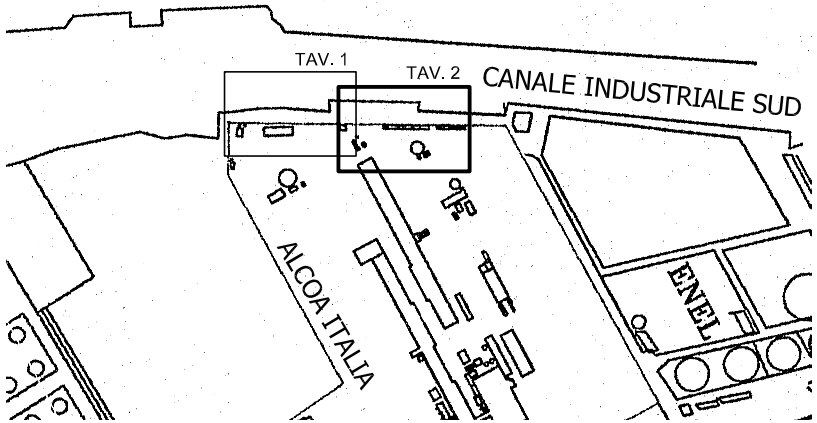 TAV. 1
TAV. 2
CANALE INDUSTRIALE SUD
ALCOA ITALIA
ENEL